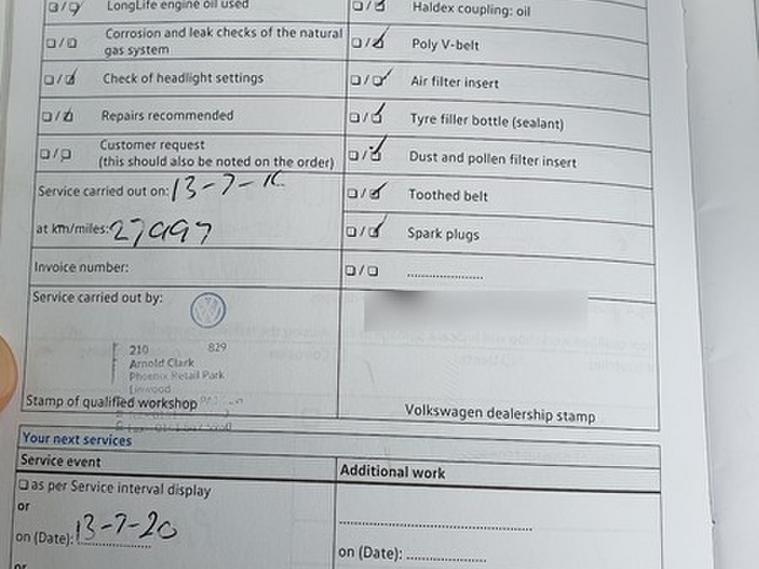 LongLife engine oil used
Corrosion and leak checks of the natural
gas system
Check of headlight settings
Repairs recommended
Customer request
(this should also be noted on the order)
Service carried out on: 13-7-
at km/miles: 27997
Invoice number:
Service carried out by:
210 829
Arnold Clark
Phoenix Retail Park
Linwood
Stamp of qualified workshop
Haldex coupling: oil
Poly V-belt
Air filter insert
Tyre filler bottle (sealant)
Dust and pollen filter insert
Toothed belt
Spark plugs
Volkswagen dealership stamp
Your next services
Service event
as per Service interval display
or
on (Date): 13-7-20
or
Additional work
on (Date):